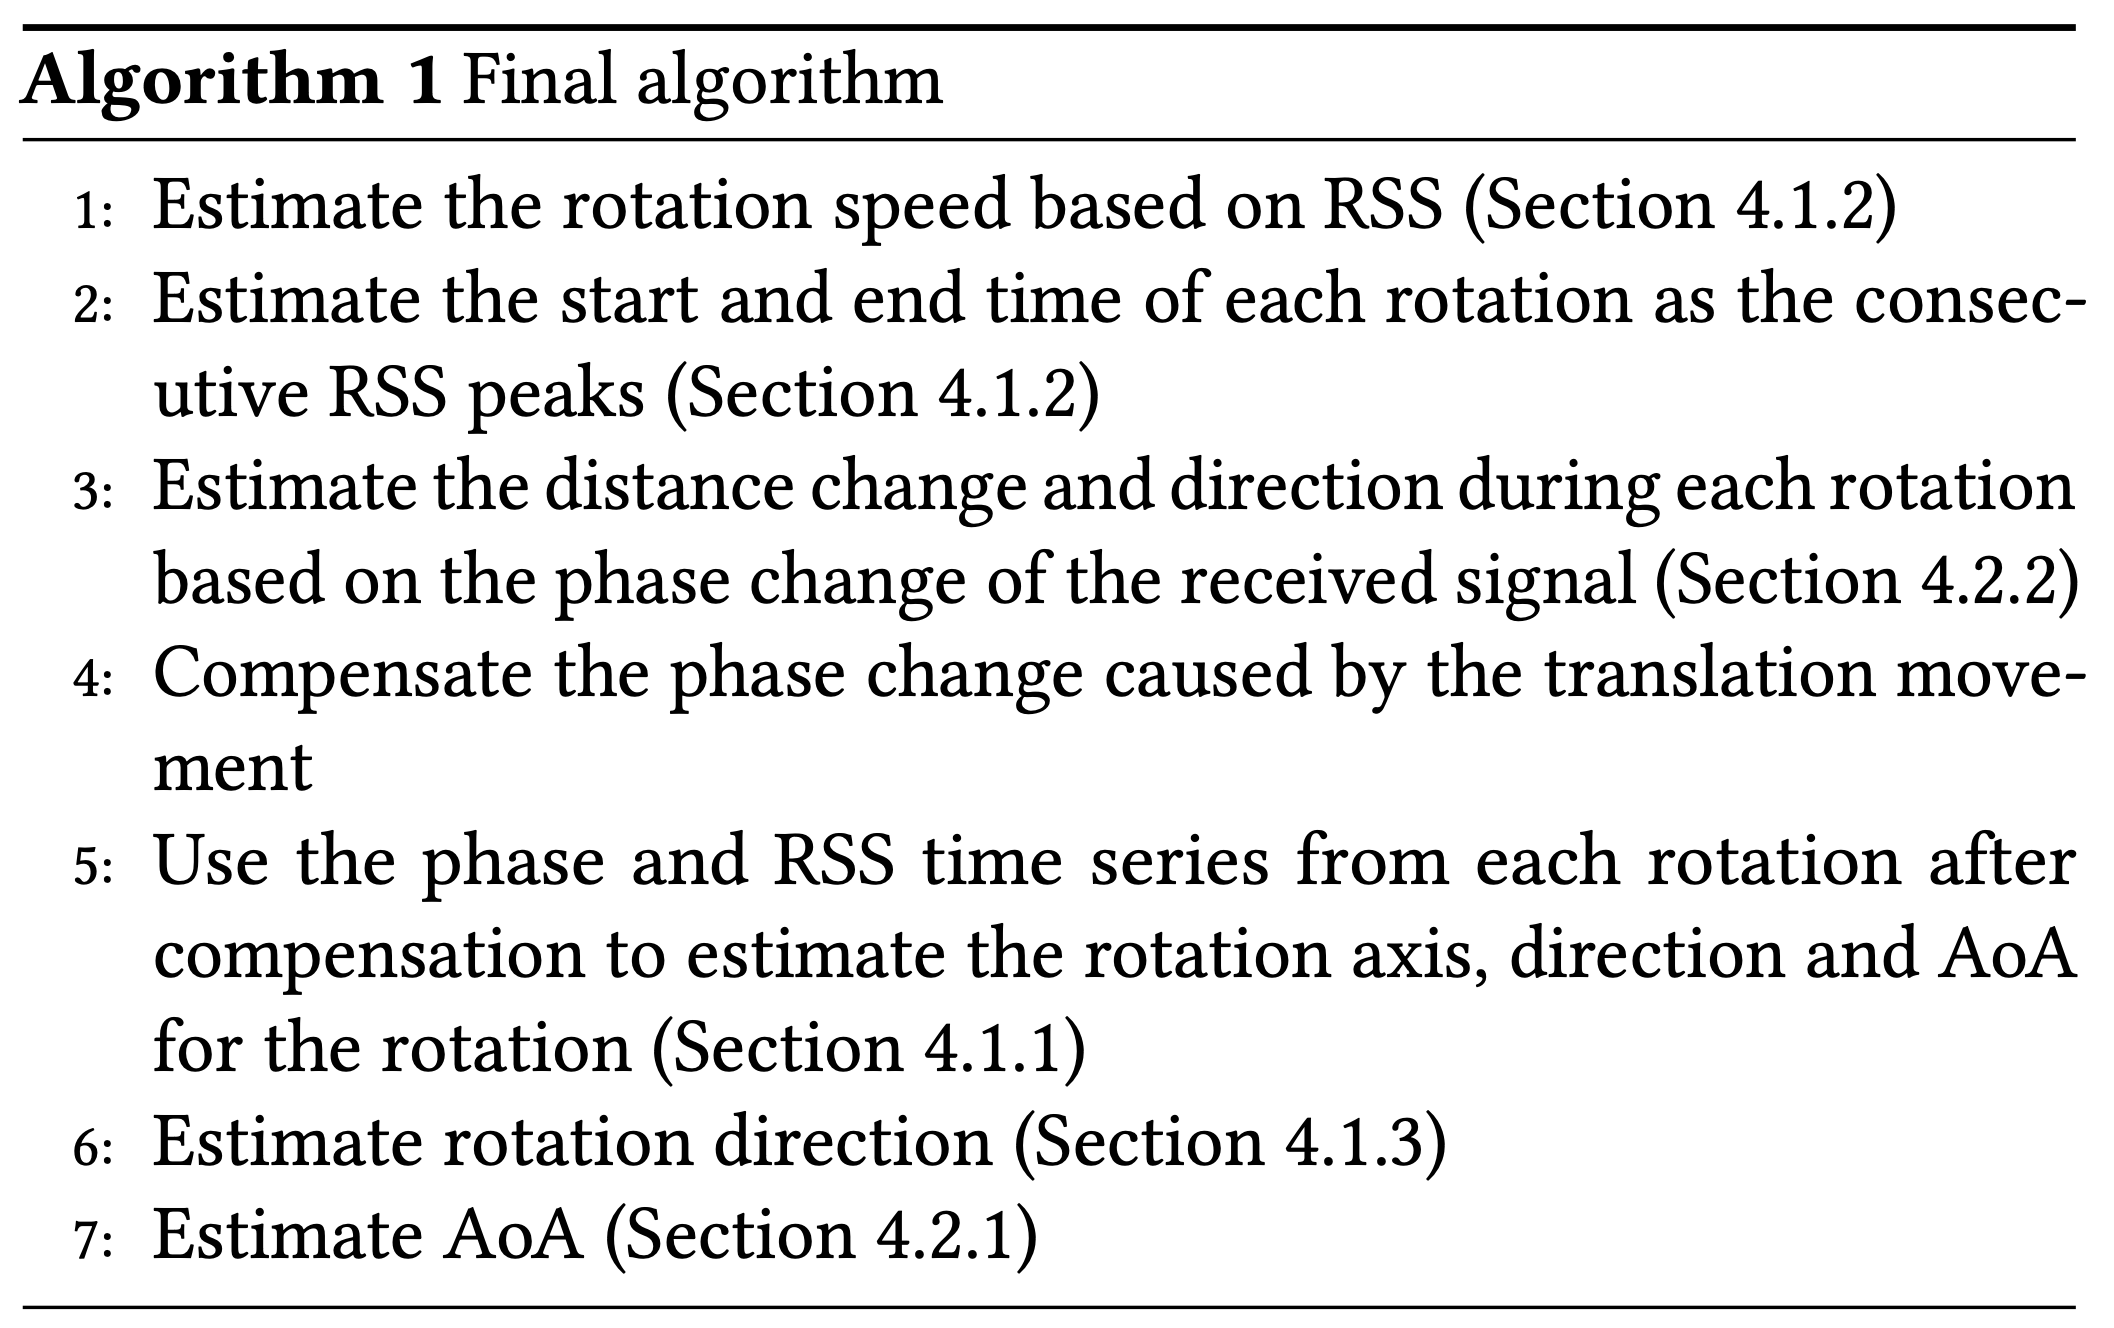 Algorithm 1 Final algorithm
1: Estimate the rotation speed based on RSS (Section 4.1.2)
2: Estimate the start and end time of each rotation as the consec-
utive RSS peaks (Section 4.1.2)
3: Estimate the distance change and direction during each rotation
based on the phase change of the received signal (Section 4.2.2)
4: Compensate the phase change caused by the translation move-
ment
5: Use the phase and RSS time series from each rotation after
compensation to estimate the rotation axis, direction and AoA
for the rotation (Section 4.1.1)
6: Estimate rotation direction (Section 4.1.3)
7: Estimate AoA (Section 4.2.1)